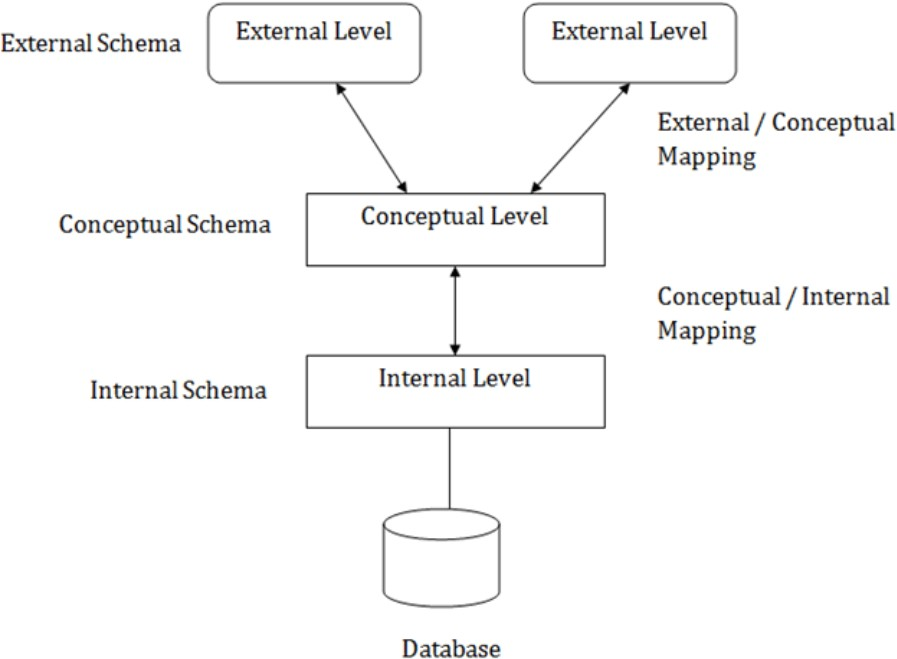 External Schema
External Level
External Level
External / Conceptual
Mapping
Conceptual Schema
Conceptual Level
Conceptual / Internal
Mapping
Internal Schema
Internal Level
Database